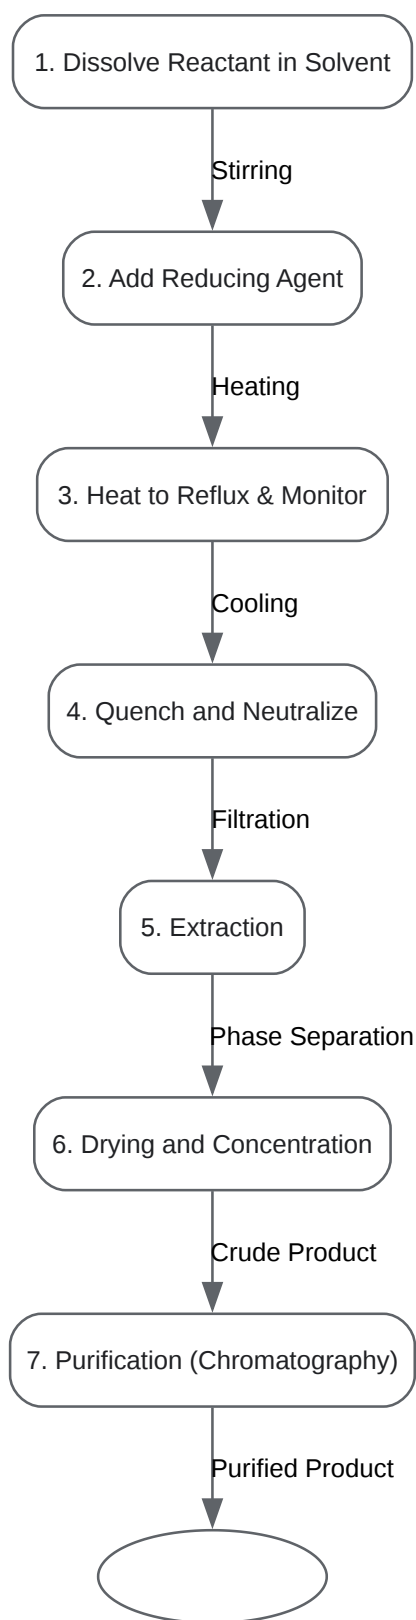 1. Dissolve Reactant in Solvent
Stirring
2. Add Reducing Agent
Heating
3. Heat to Reflux & Monitor
Cooling
4. Quench and Neutralize
Filtration
5. Extraction
Phase Separation
6. Drying and Concentration
Crude Product
7. Purification (Chromatography)
Purified Product